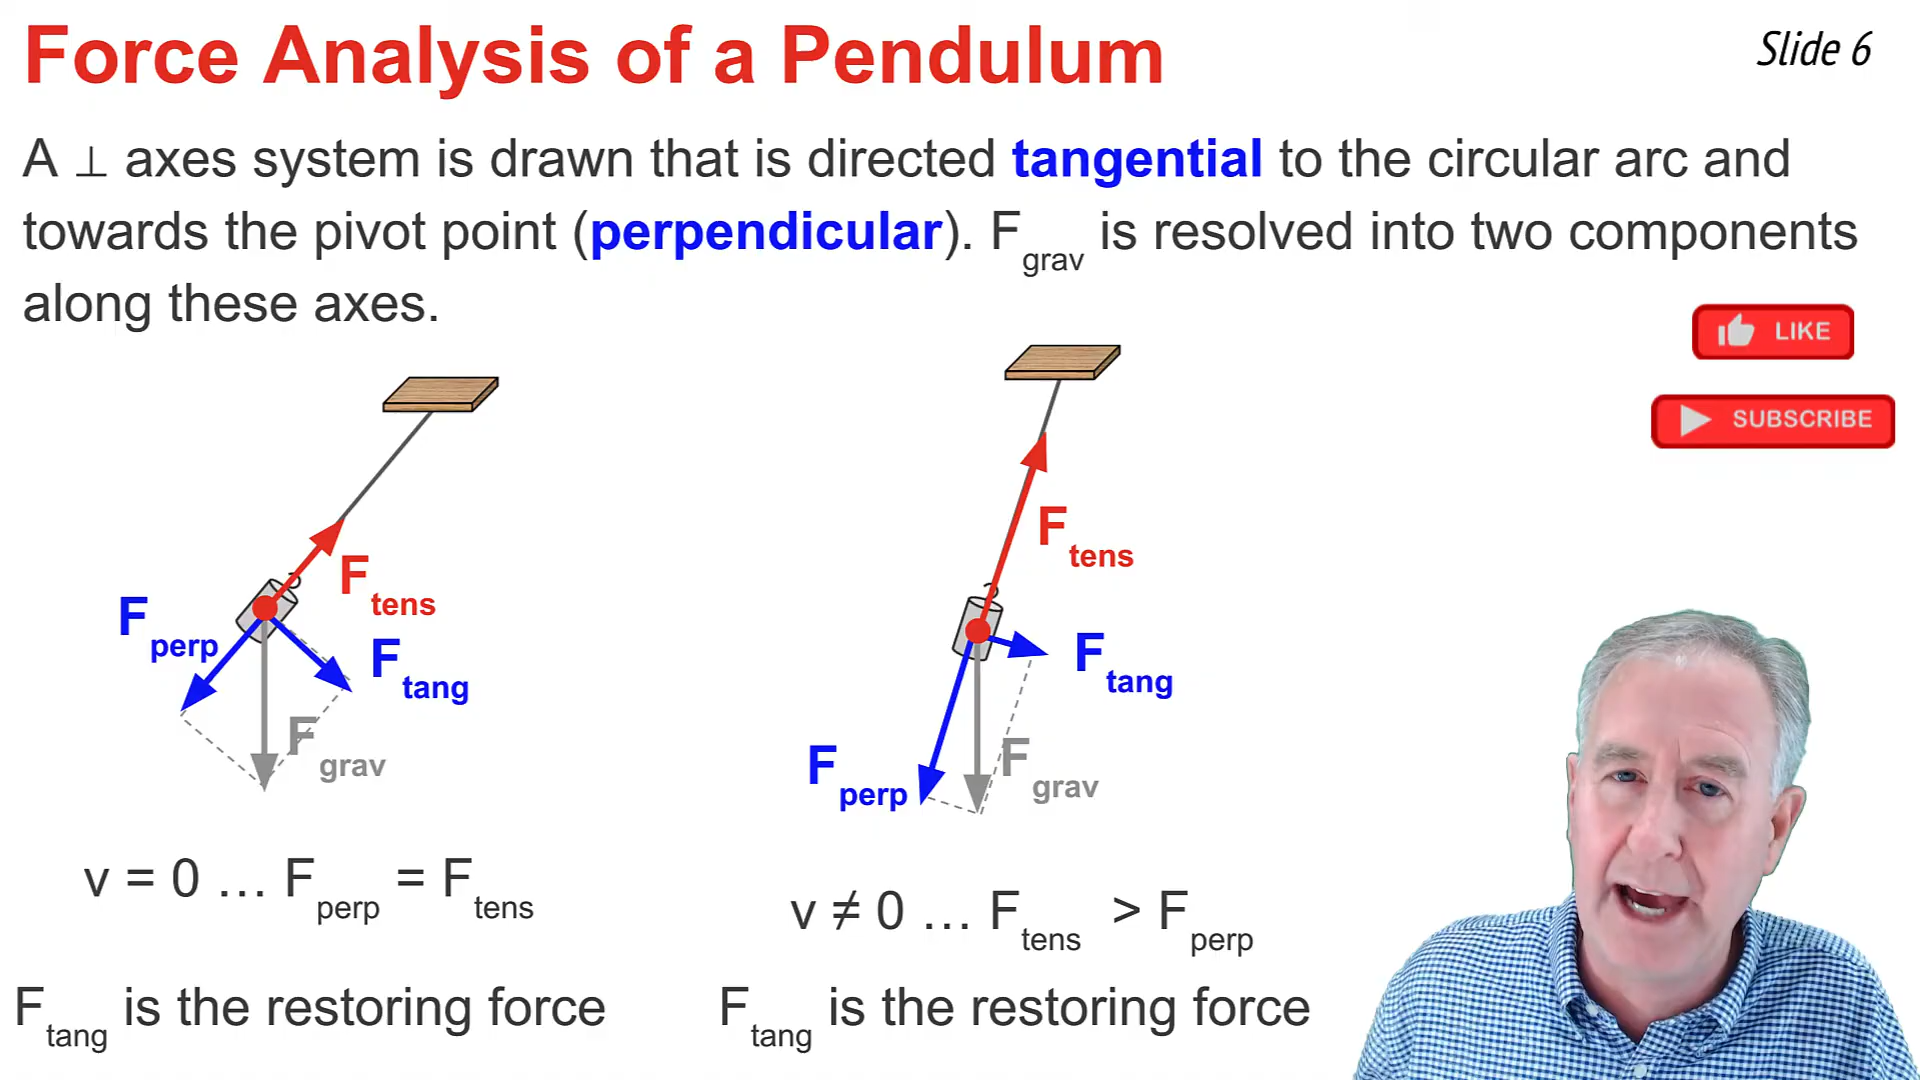 Force Analysis of a Pendulum
Slide 6
A ⊥ axes system is drawn that is directed tangential to the circular arc and
towards the pivot point (perpendicular). F grav is resolved into two components
along these axes.
LIKE
SUBSCRIBE
F tens
F perp
F tang
F grav
F tens
F tang
F perp
F grav
v = 0 … F perp = F tens
v ≠ 0 … F tens > F perp
F tang is the restoring force
F tang is the restoring force